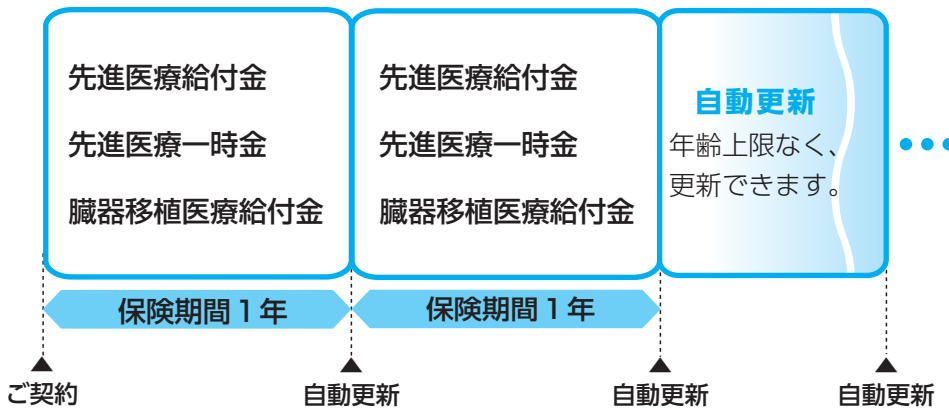 先進医療給付金
先進医療一時金
臓器移植医療給付金
先進医療給付金
先進医療一時金
臓器移植医療給付金
自動更新
年齢上限なく、
更新できます。
保険期間1年
保険期間1年
ご契約
自動更新
自動更新
自動更新